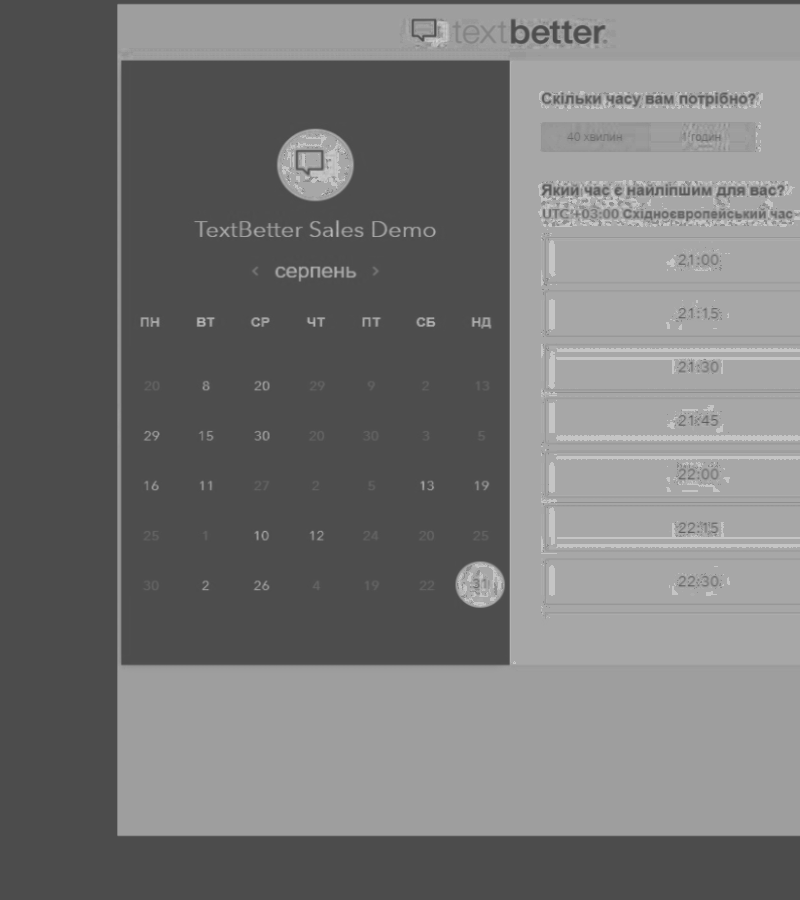 textbetter.
TextBetter Sales Demo
серпень
ПН ВТ СР ЧТ ПТ СБ НД
20 8 20 29 9 2 13
29 15 30 20 30 3 5
16 11 27 2 5 13 19
25 1 10 12 24 20 25
30 2 26 4 19 22 31
Скільки часу вам потрібно?
40 хвилин 1 годин
Який час є найліпшим для вас?
UTC +03:00 Східноєвропейський час
21:00
21:15
21:30
21:45
22:00
22:15
22:30